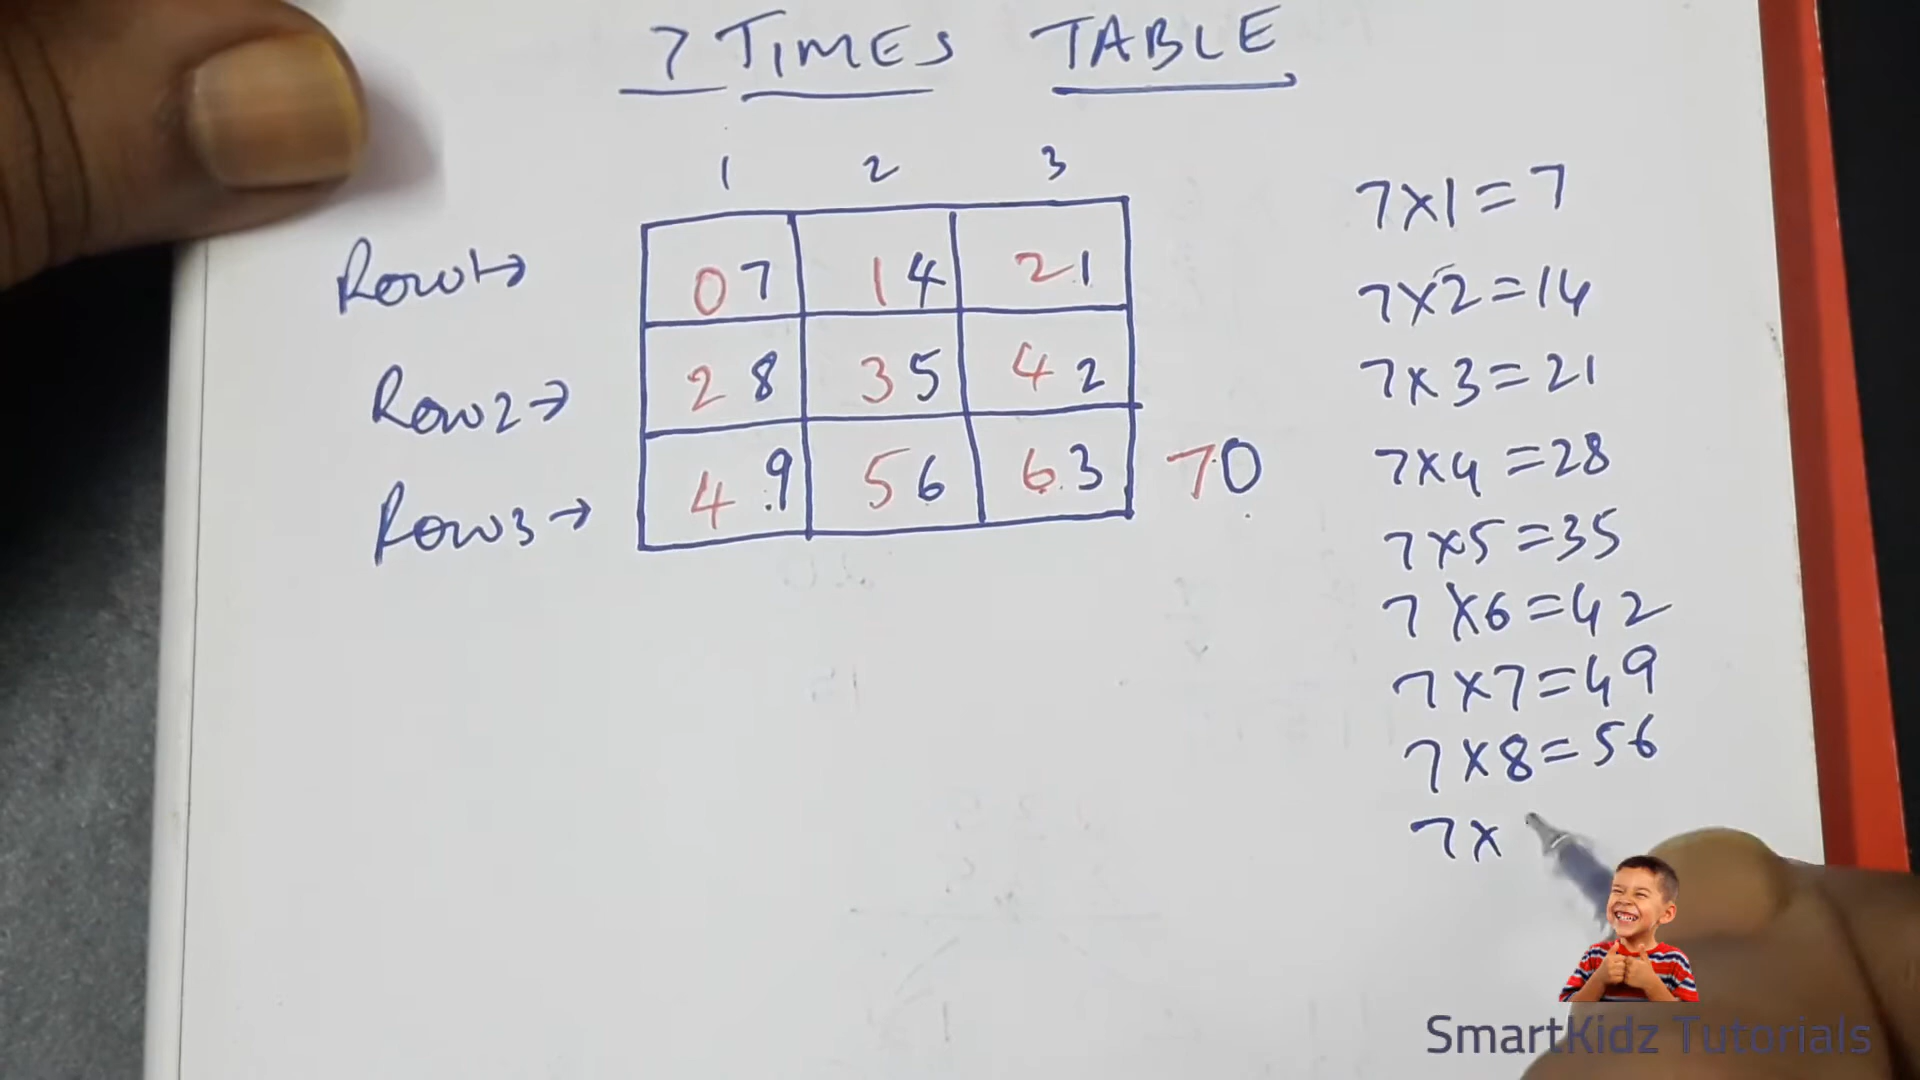 7 TIMES TABLE
1 2 3
Row1→ 07 14 21
Row2→ 28 35 42
Row3→ 49 56 63 70
7x1=7
7x2=14
7x3=21
7x4=28
7x5=35
7x6=42
7x7=49
7x8=56
7x
SmartKidz Tutorials